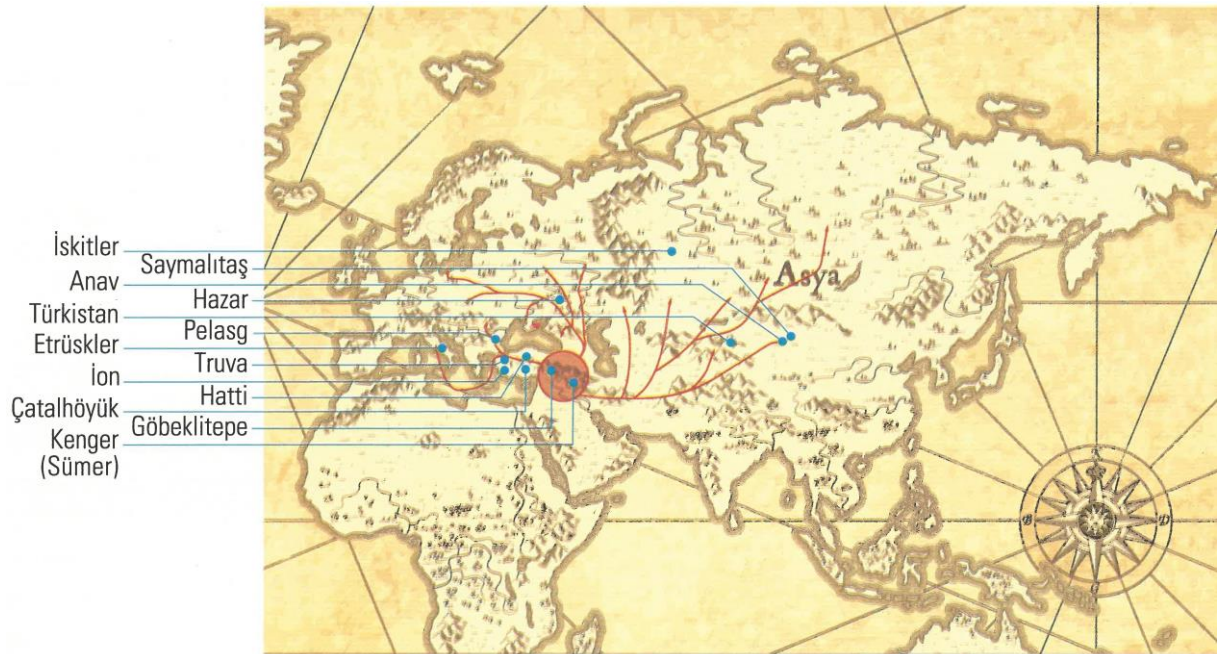 İskitler
Saymalıtaş
Anav
Hazar
Türkistan
Pelasg
Etrüskler
Truva
İon
Hatti
Çatalhöyük
Göbeklitepe
Kenger
(Sümer)
Asya
B
D